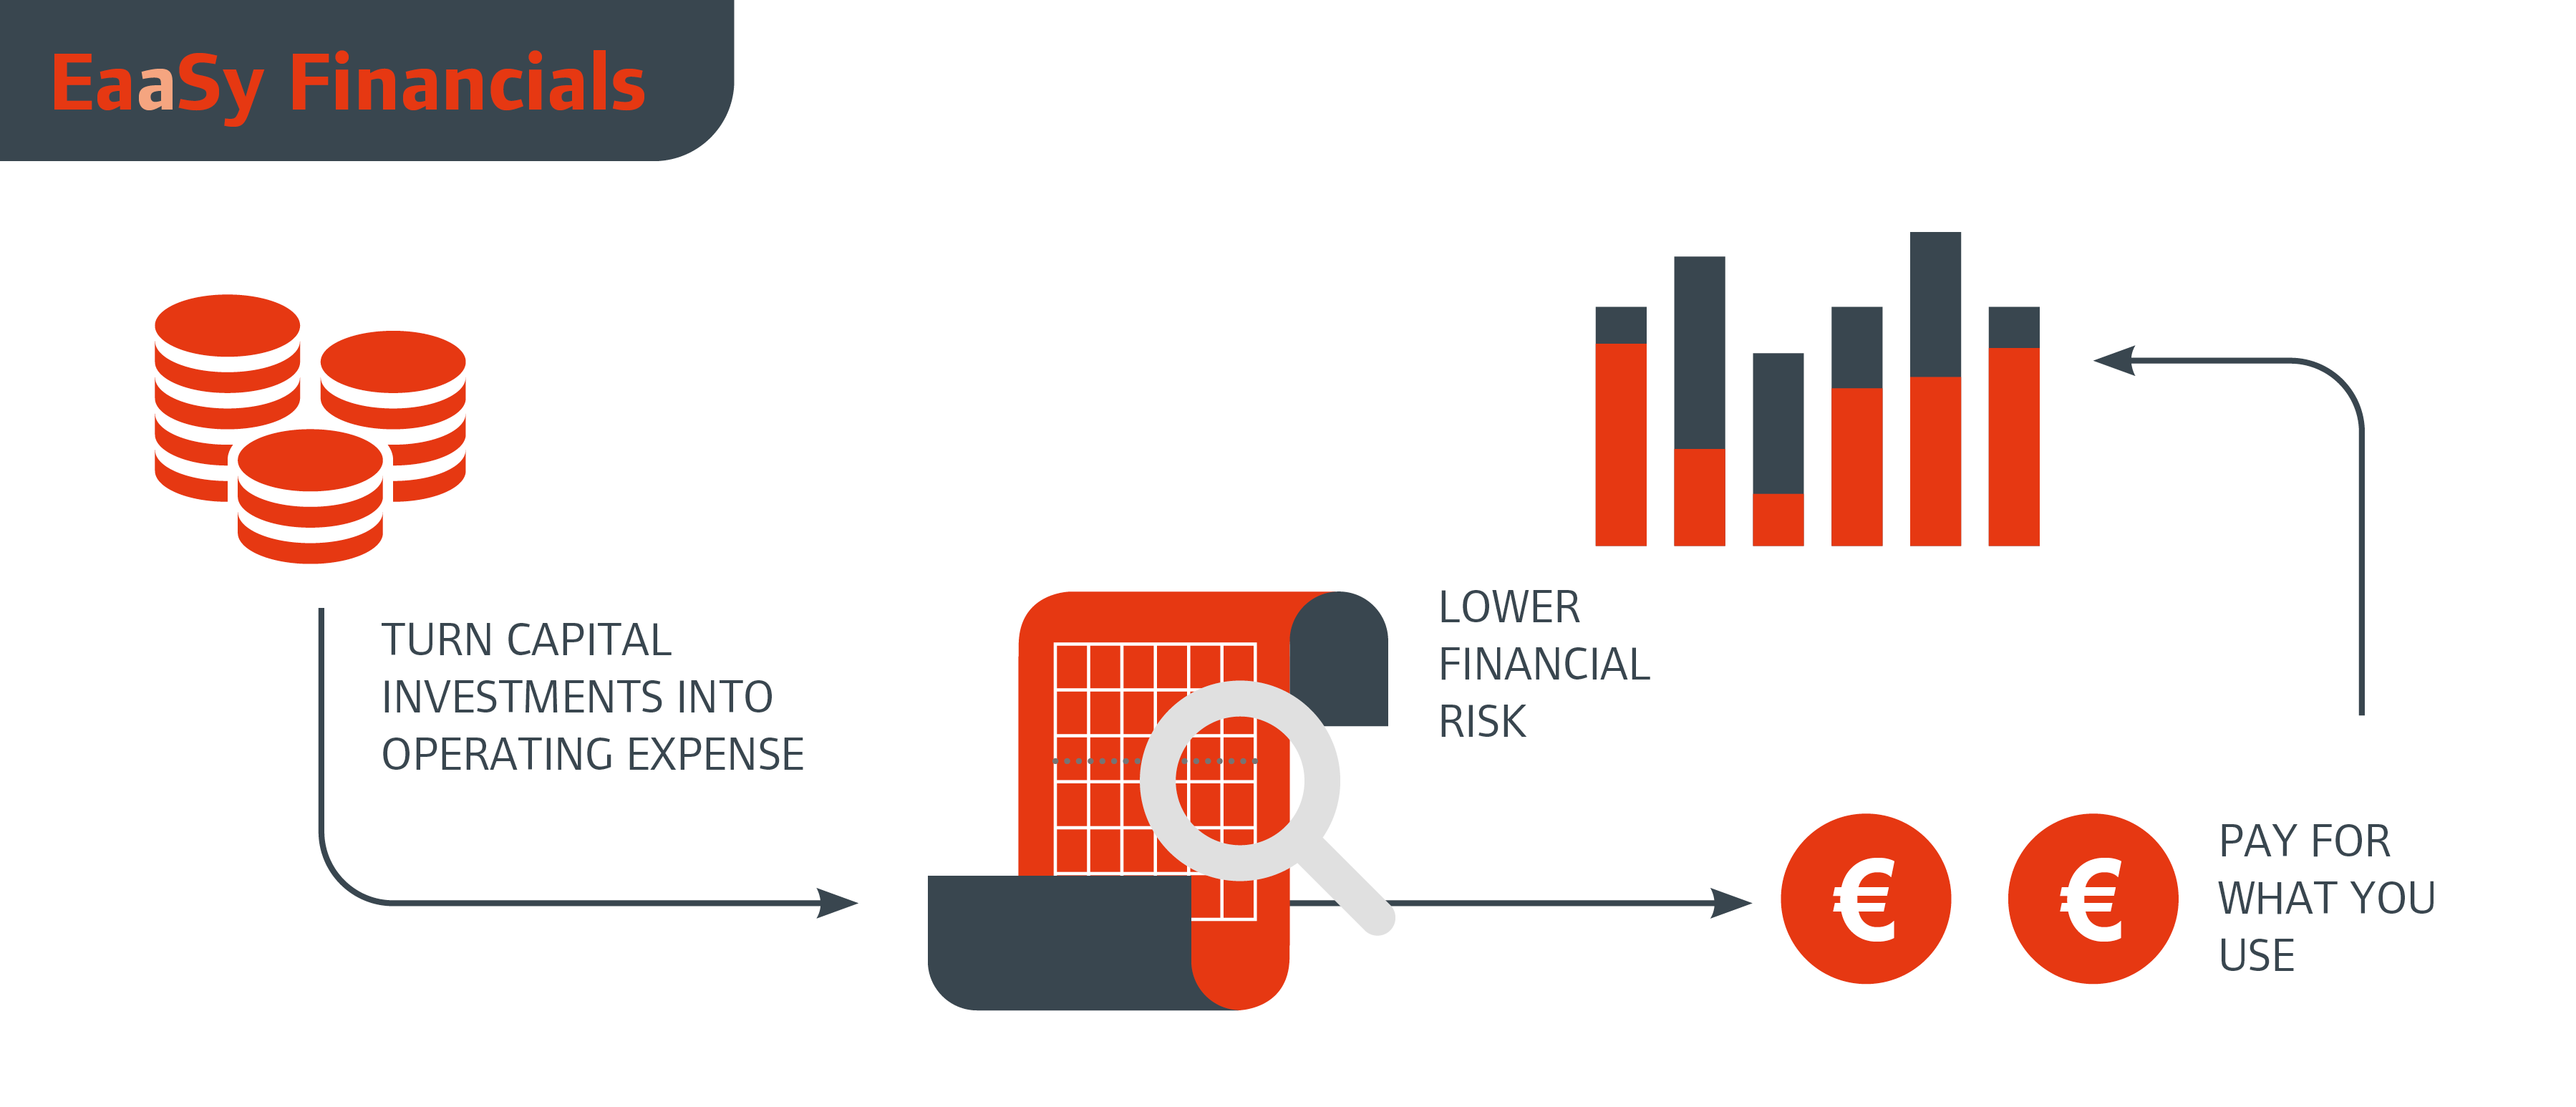 EaaSy Financials
TURN CAPITAL
INVESTMENTS INTO
OPERATING EXPENSE
LOWER
FINANCIAL
RISK
€ €
PAY FOR
WHAT YOU
USE